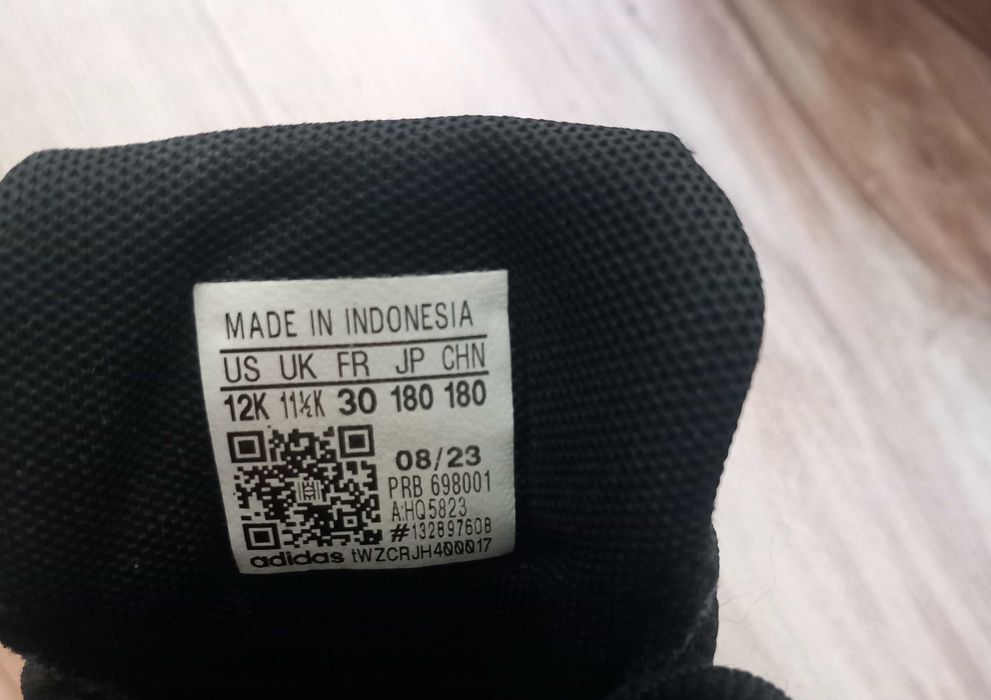 MADE IN INDONESIA
US UK FR JP CHN
12K 11½K 30 180 180
08/23
PRB 698001
A:HQ5823
#132897608
adidas tWZCRJH400017